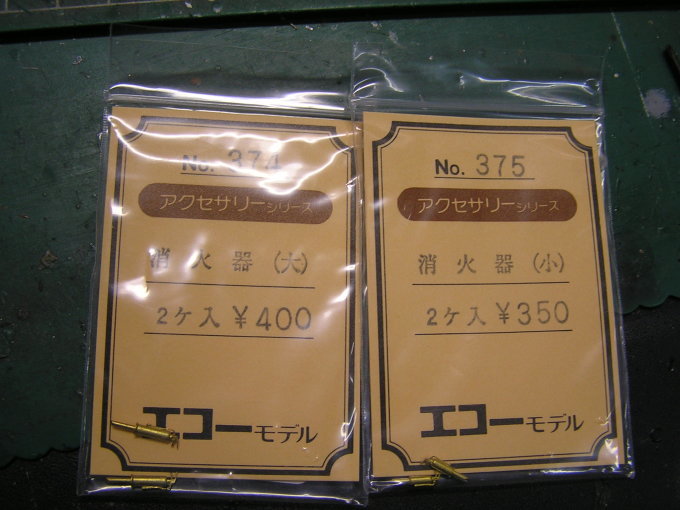 No. 374
アクセサリーシリーズ
消火器(大)
2ケ入 ¥400
エコーモデル
No. 375
アクセサリーシリーズ
消火器(小)
2ケ入 ¥350
エコーモデル